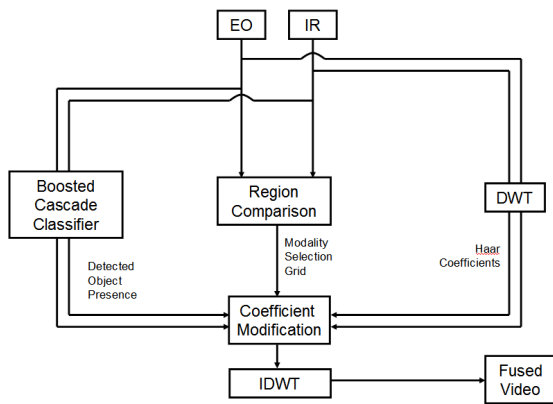 EO
IR
Boosted
Cascade
Classifier
Region
Comparison
DWT
Detected
Object
Presence
Modality
Selection
Grid
Haar
Coefficients
Coefficient
Modification
IDWT
Fused
Video